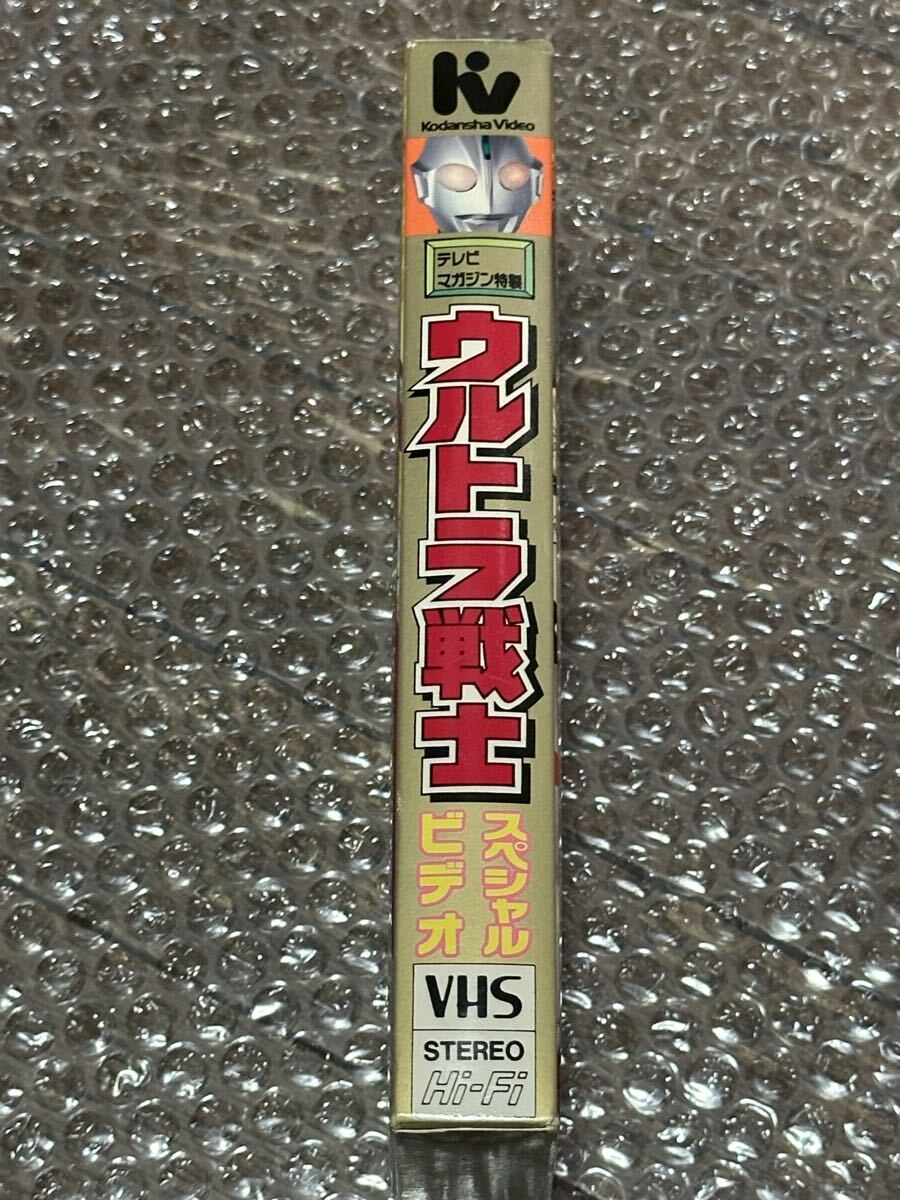 Kodansha Video
テレビ
マガジン特製
ウルトラ戦士
スペシャル
ビデオ
VHS
STEREO
Hi-Fi